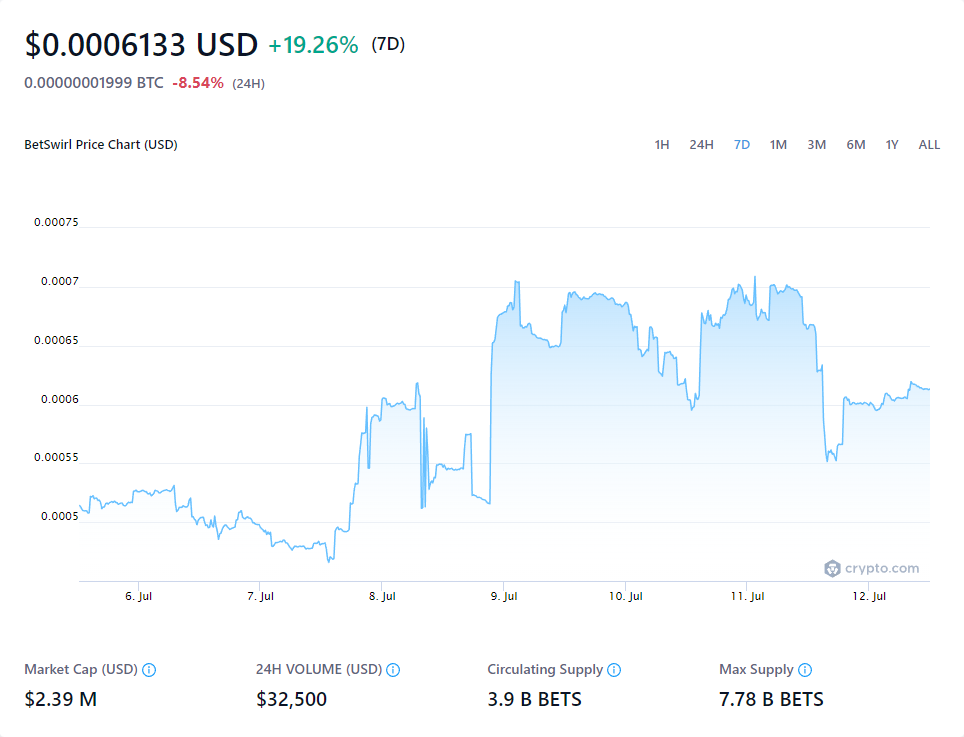 $0.0006133 USD +19.26% (7D)
0.00000001999 BTC -8.54% (24H)
BetSwirl Price Chart (USD) 1H 24H 7D 1M 3M 6M 1Y ALL
0.00075
0.0007
0.00065
0.0006
0.00055
0.0005
crypto.com
6. Jul 7. Jul 8. Jul 9. Jul 10. Jul 11. Jul 12. Jul
Market Cap (USD) 24H VOLUME (USD) Circulating Supply Max Supply
$2.39 M $32,500 3.9 B BETS 7.78 B BETS